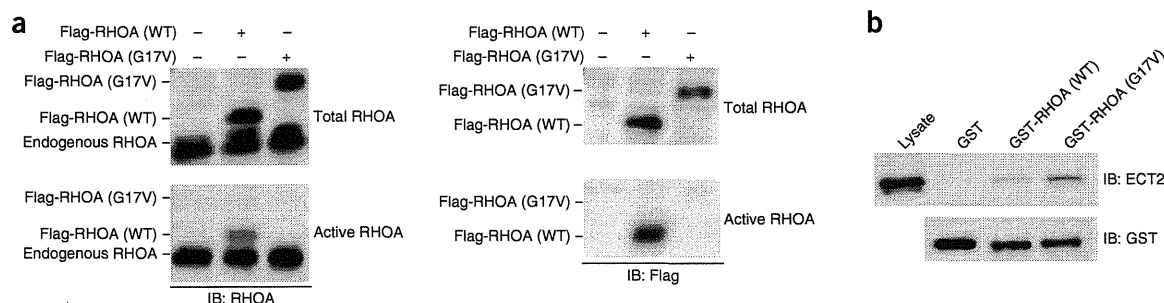 a
Flag-RHOA (WT) – + –
Flag-RHOA (G17V) – – +
Flag-RHOA (G17V)
Flag-RHOA (WT)
Endogenous RHOA
Total RHOA
Flag-RHOA (G17V)
Flag-RHOA (WT)
Endogenous RHOA
Active RHOA
IB: RHOA
Flag-RHOA (WT) – + –
Flag-RHOA (G17V) – – +
Flag-RHOA (G17V)
Flag-RHOA (WT)
Total RHOA
Flag-RHOA (G17V)
Flag-RHOA (WT)
Active RHOA
IB: Flag
b
Lysate
GST
GST-RHOA (WT)
GST-RHOA (G17V)
IB: ECT2
IB: GST